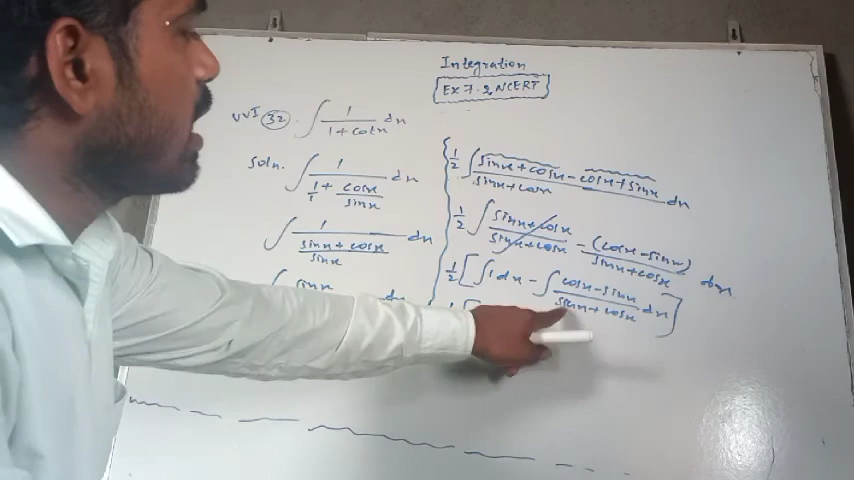 Integration
Ex 7.2 NCERT
VVI 32. ∫ 1/(1+cotx) dx
Soln. ∫ 1/(1/1 + cosx/sinx) dx
∫ 1/((sinx+cosx)/sinx) dx
∫ sinx dx
1/2 ∫ (sinx+cosx-cosx+sinx)/(sinx+cosx) dx
1/2 ∫ (sinx+cosx)/(sinx+cosx) - (cosx-sinx)/(sinx+cosx) dx
1/2 [∫1 dx - ∫ (cosx-sinx)/(sinx+cosx) dx]